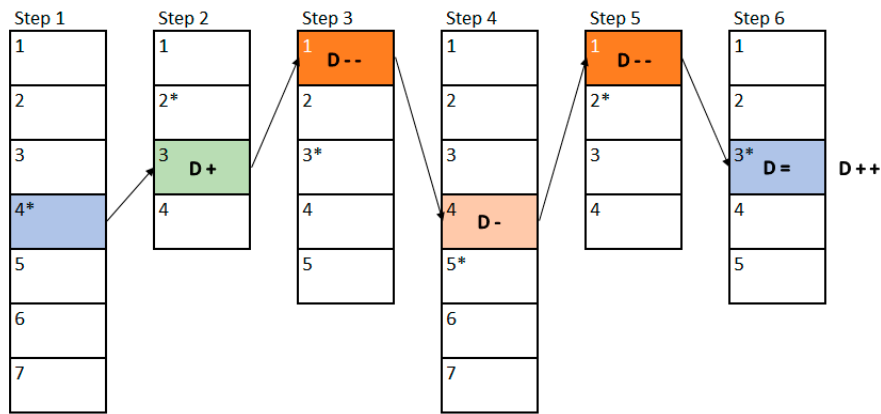 Step 1 Step 2 Step 3 Step 4 Step 5 Step 6
1 1 1 D - - 1 1 D - - 1
2 2* 2 2 2* 2
3 3 D + 3* 3 3 3* D = D + +
4* 4 4 4 D - 4 4
5 5 5* 5
6 6
7 7